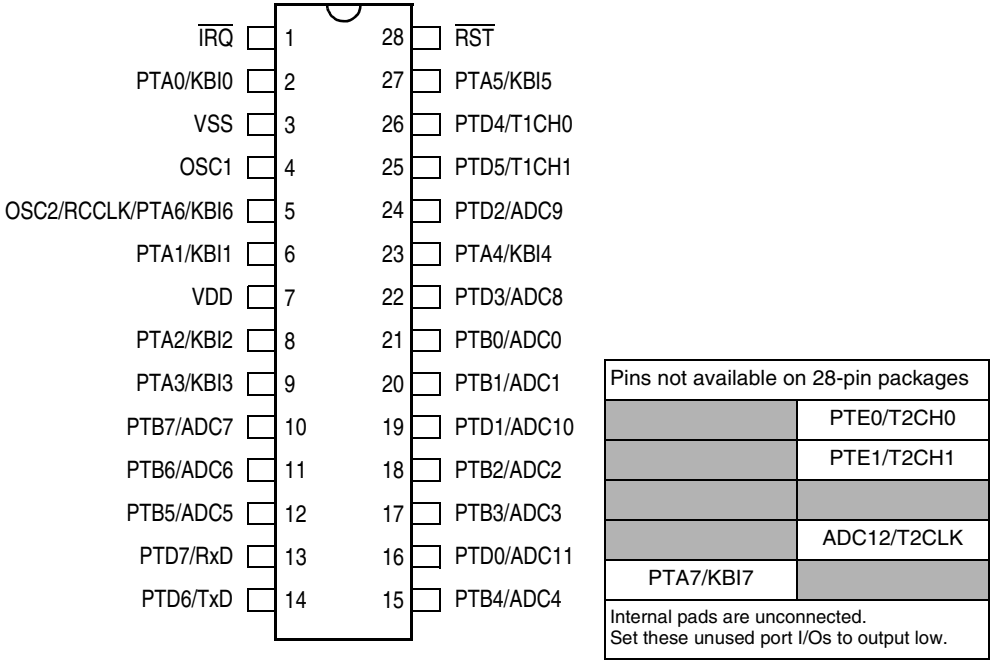 IRQ 1 28 RST
PTA0/KBI0 2 27 PTA5/KBI5
VSS 3 26 PTD4/T1CH0
OSC1 4 25 PTD5/T1CH1
OSC2/RCCLK/PTA6/KBI6 5 24 PTD2/ADC9
PTA1/KBI1 6 23 PTA4/KBI4
VDD 7 22 PTD3/ADC8
PTA2/KBI2 8 21 PTB0/ADC0
PTA3/KBI3 9 20 PTB1/ADC1
PTB7/ADC7 10 19 PTD1/ADC10
PTB6/ADC6 11 18 PTB2/ADC2
PTB5/ADC5 12 17 PTB3/ADC3
PTD7/RxD 13 16 PTD0/ADC11
PTD6/TxD 14 15 PTB4/ADC4
Pins not available on 28-pin packages
PTE0/T2CH0
PTE1/T2CH1
ADC12/T2CLK
PTA7/KBI7
Internal pads are unconnected.
Set these unused port I/Os to output low.